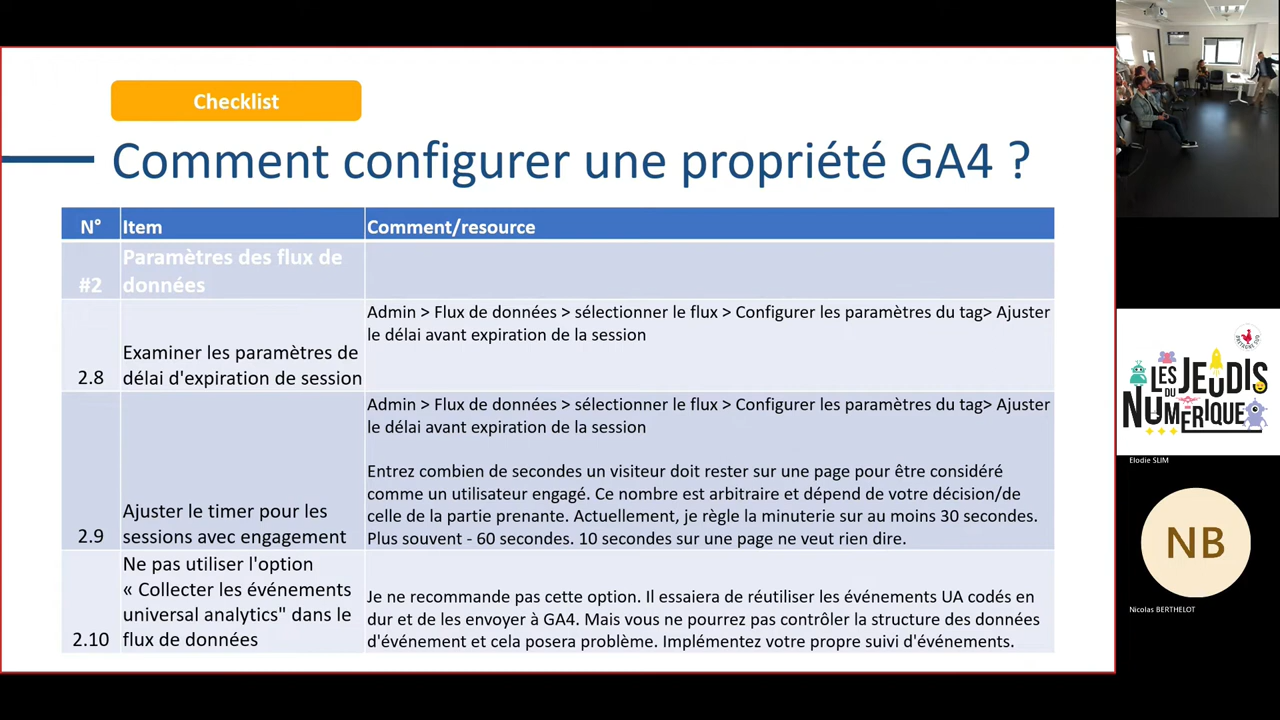 Checklist
Comment configurer une propriété GA4 ?
N° Item Comment/resource
Paramètres des flux de
#2 données
Admin > Flux de données > sélectionner le flux > Configurer les paramètres du tag> Ajuster
le délai avant expiration de la session
Examiner les paramètres de
2.8 délai d'expiration de session
Admin > Flux de données > sélectionner le flux > Configurer les paramètres du tag> Ajuster
le délai avant expiration de la session
Entrez combien de secondes un visiteur doit rester sur une page pour être considéré
comme un utilisateur engagé. Ce nombre est arbitraire et dépend de votre décision/de
celle de la partie prenante. Actuellement, je règle la minuterie sur au moins 30 secondes.
Plus souvent - 60 secondes. 10 secondes sur une page ne veut rien dire.
Ajuster le timer pour les
2.9 sessions avec engagement
Ne pas utiliser l'option
« Collecter les événements
universal analytics" dans le
2.10 flux de données
Je ne recommande pas cette option. Il essaiera de réutiliser les événements UA codés en
dur et de les envoyer à GA4. Mais vous ne pourrez pas contrôler la structure des données
d'événement et cela posera problème. Implémentez votre propre suivi d'événements.
BRETAGNE SUD
LES JEUDIS
DU
NUMERIQUE
Elodie SLIM
NB
Nicolas BERTHELOT